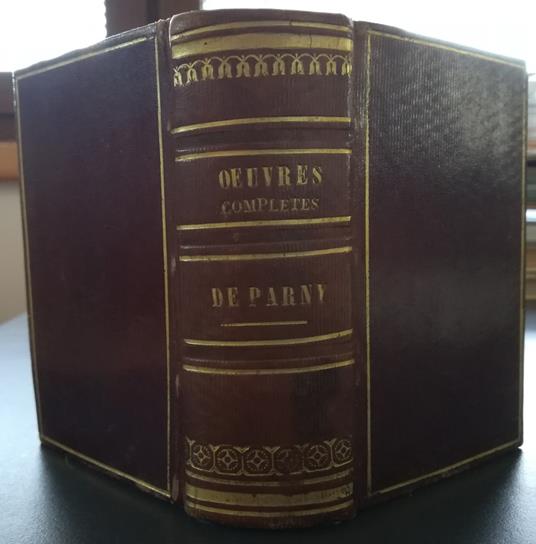 OEUVRES
COMPLETES
DE PARNY